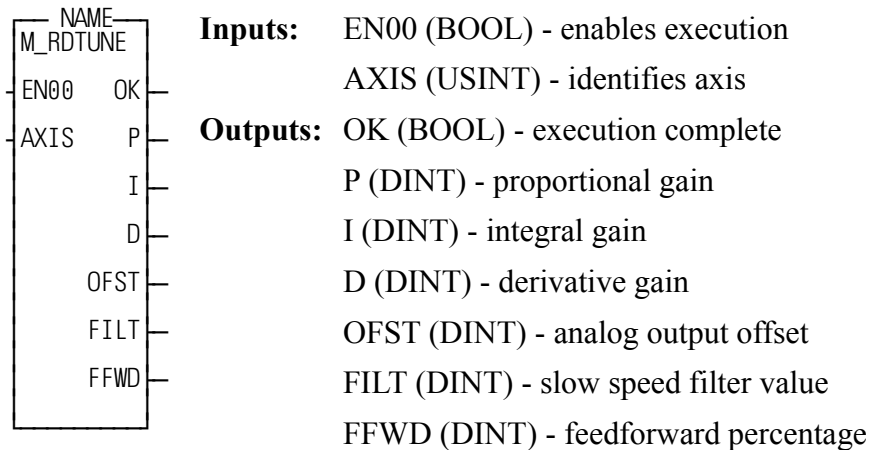 NAME
M_RDTUNE
EN00 OK
AXIS P
I
D
OFST
FILT
FFWD
Inputs: EN00 (BOOL) - enables execution
AXIS (USINT) - identifies axis
Outputs: OK (BOOL) - execution complete
P (DINT) - proportional gain
I (DINT) - integral gain
D (DINT) - derivative gain
OFST (DINT) - analog output offset
FILT (DINT) - slow speed filter value
FFWD (DINT) - feedforward percentage